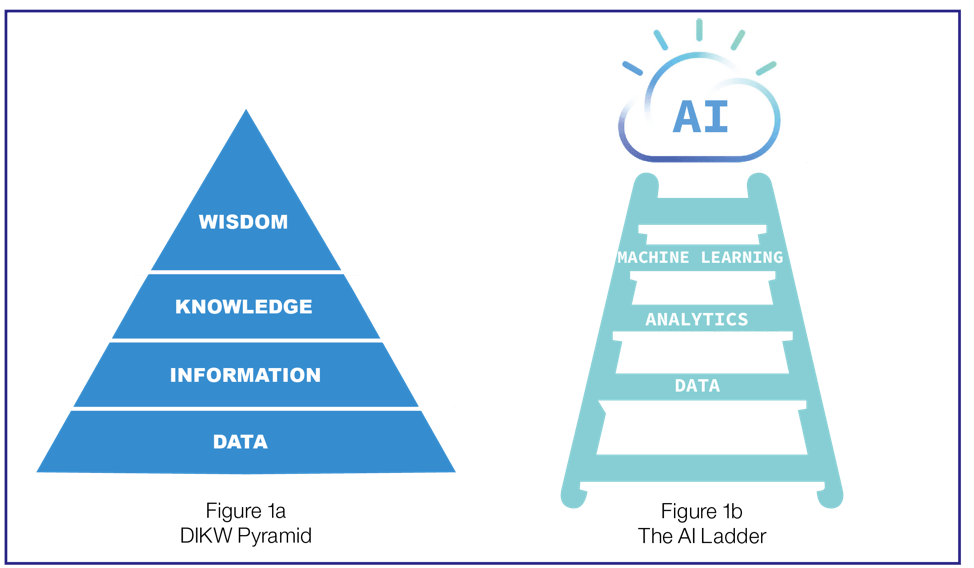 WISDOM
KNOWLEDGE
INFORMATION
DATA
Figure 1a
DIKW Pyramid
AI
MACHINE LEARNING
ANALYTICS
DATA
Figure 1b
The AI Ladder